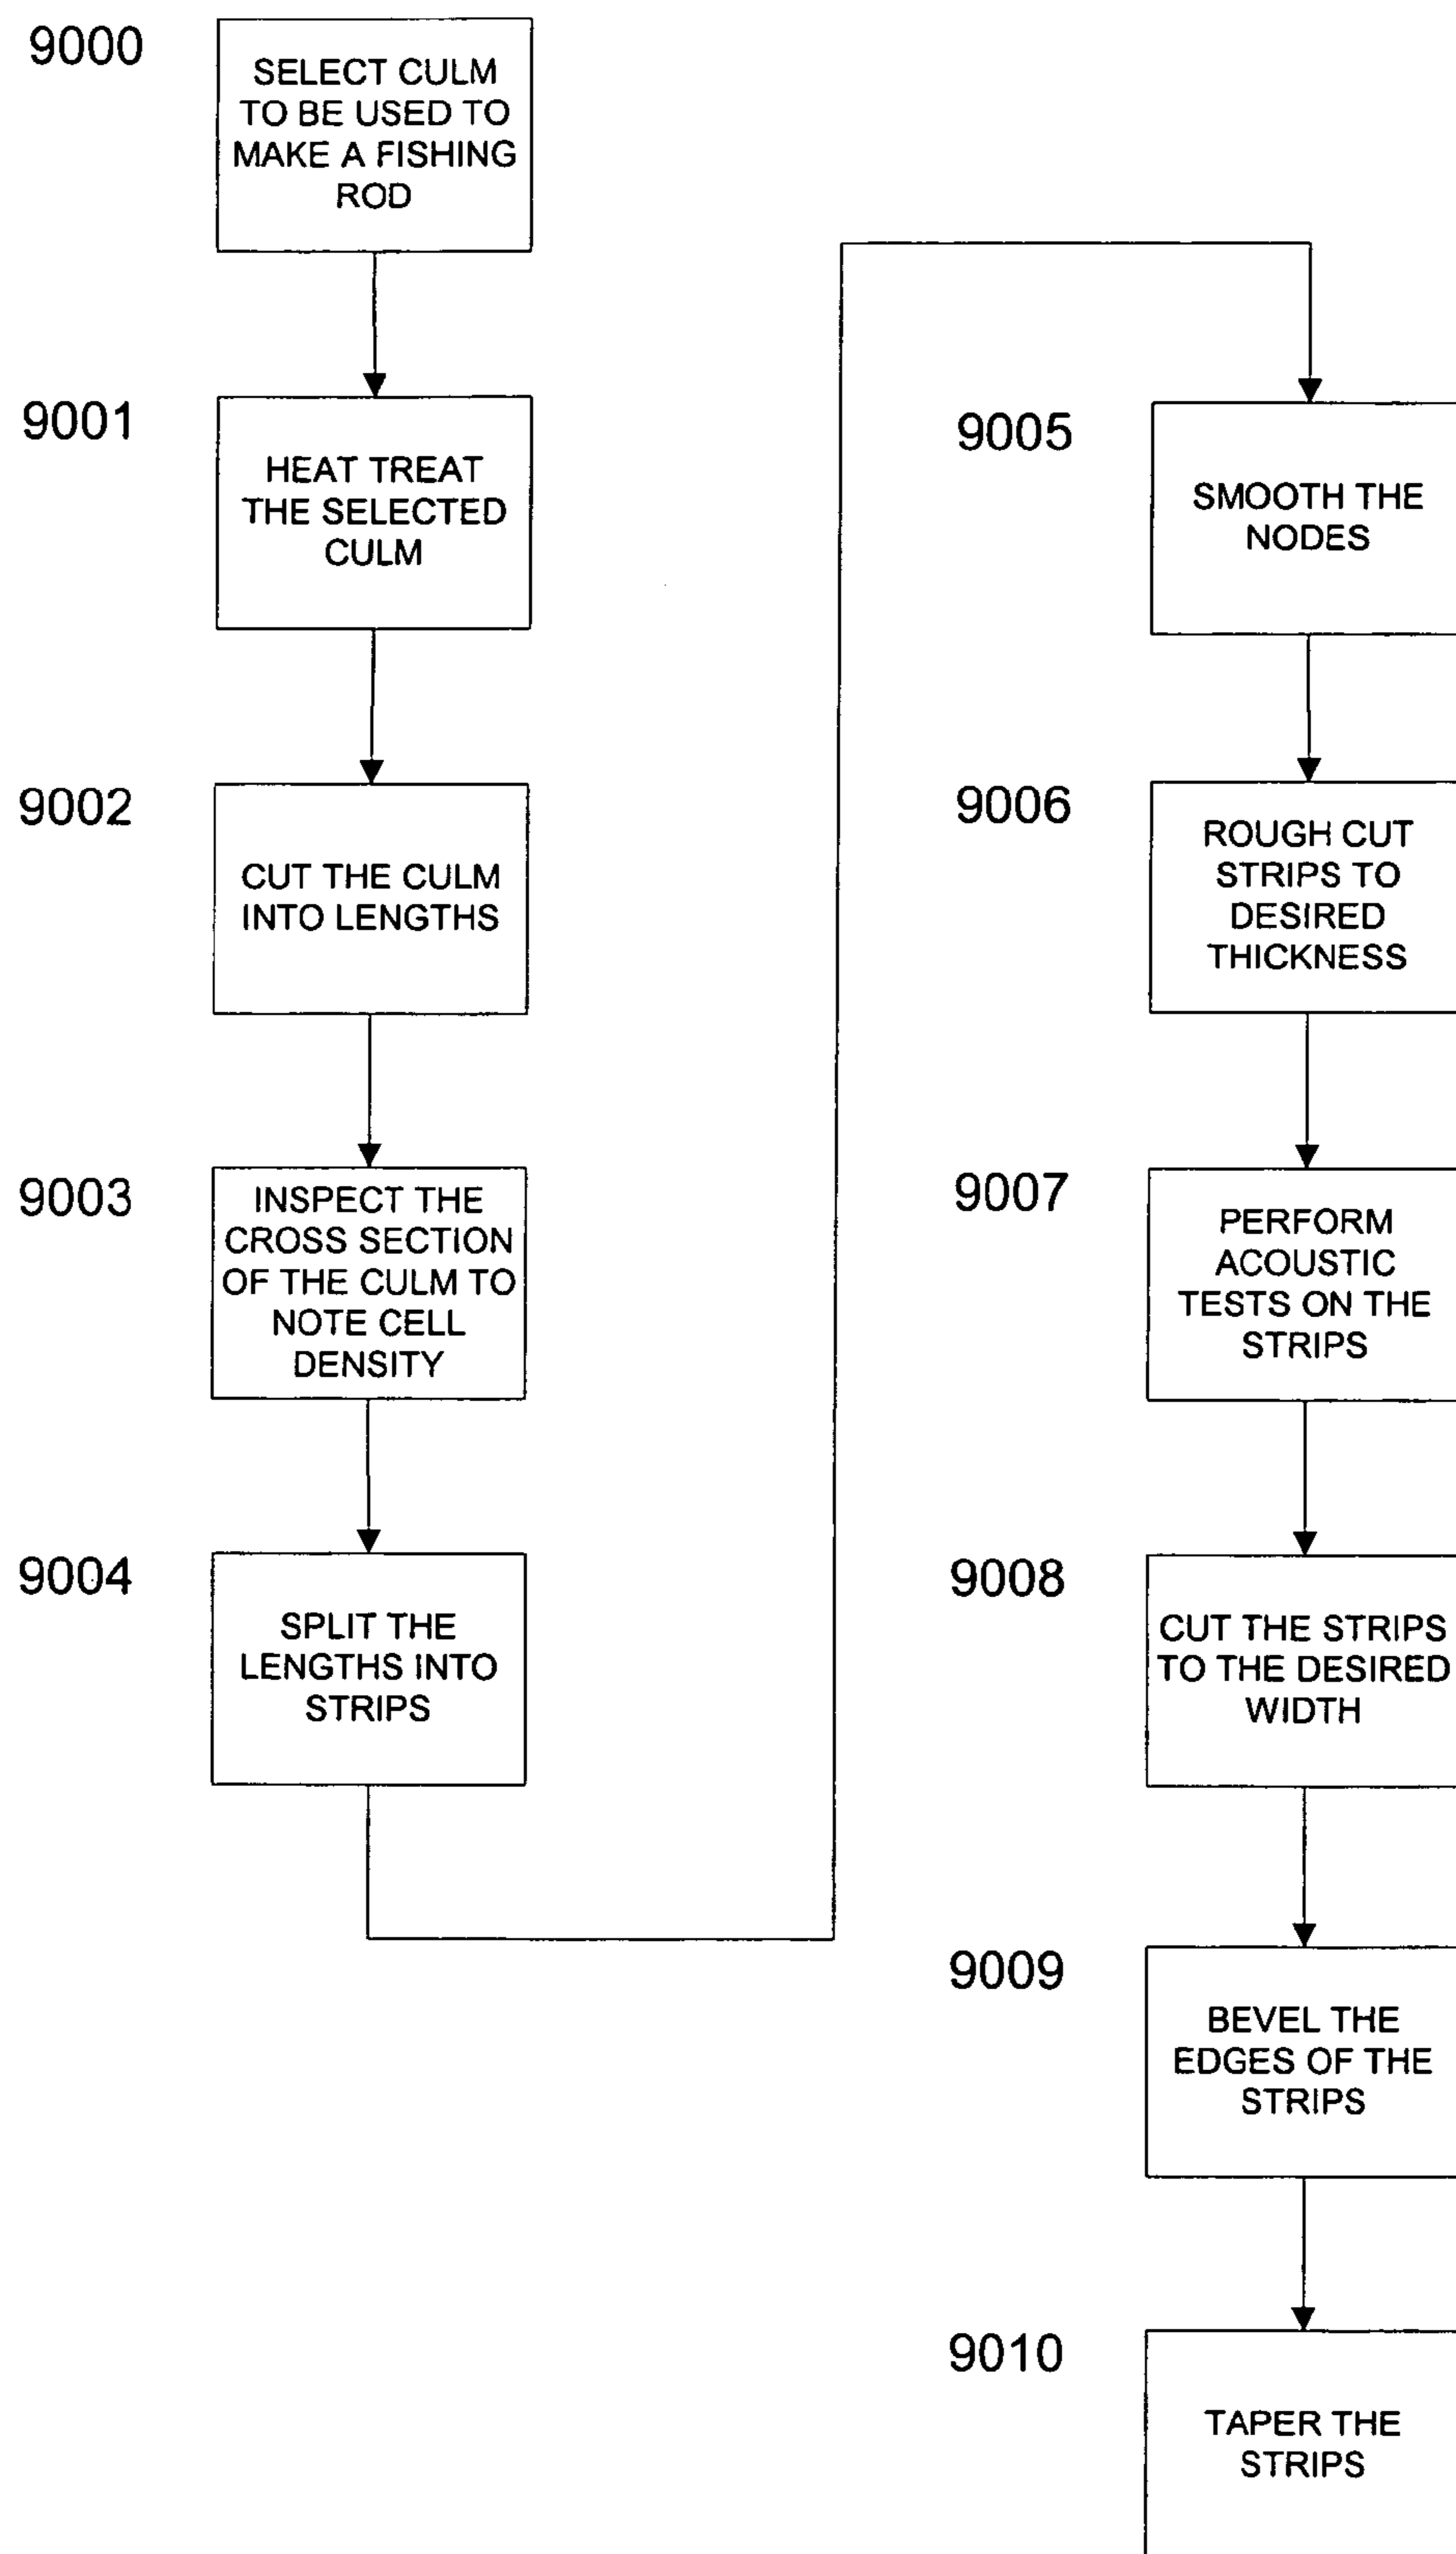 9000
SELECT CULM
TO BE USED TO
MAKE A FISHING
ROD
9001
HEAT TREAT
THE SELECTED
CULM
9002
CUT THE CULM
INTO LENGTHS
9003
INSPECT THE
CROSS SECTION
OF THE CULM TO
NOTE CELL
DENSITY
9004
SPLIT THE
LENGTHS INTO
STRIPS
9005
SMOOTH THE
NODES
9006
ROUGH CUT
STRIPS TO
DESIRED
THICKNESS
9007
PERFORM
ACOUSTIC
TESTS ON THE
STRIPS
9008
CUT THE STRIPS
TO THE DESIRED
WIDTH
9009
BEVEL THE
EDGES OF THE
STRIPS
9010
TAPER THE
STRIPS